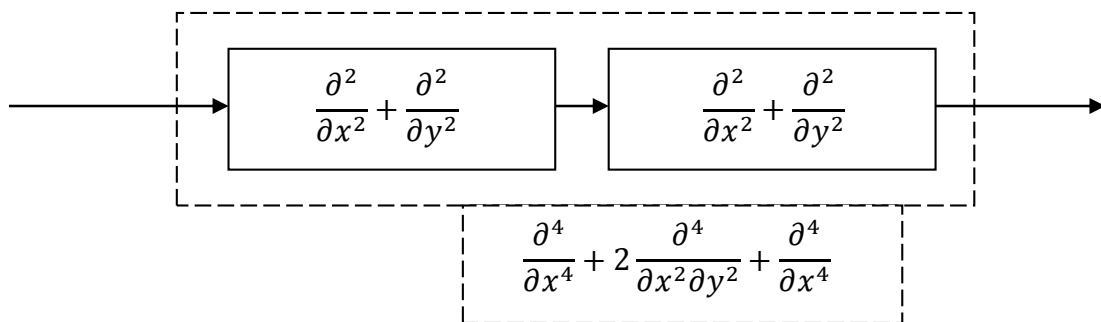 ∂²/∂x² + ∂²/∂y²
∂²/∂x² + ∂²/∂y²
∂⁴/∂x⁴ + 2 ∂⁴/∂x²∂y² + ∂⁴/∂x⁴